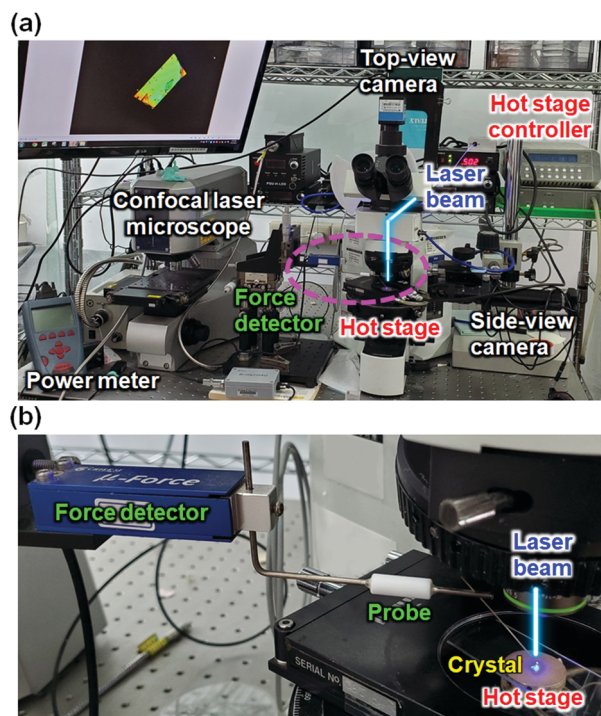 (a)
Top-view
camera
Hot stage
controller
502
Laser
beam
Confocal laser
microscope
Force
detector
Hot stage
Side-view
camera
Power meter
(b)
μ-Force
Force detector
Laser
beam
Probe
Crystal
SERIAL NO
Hot stage